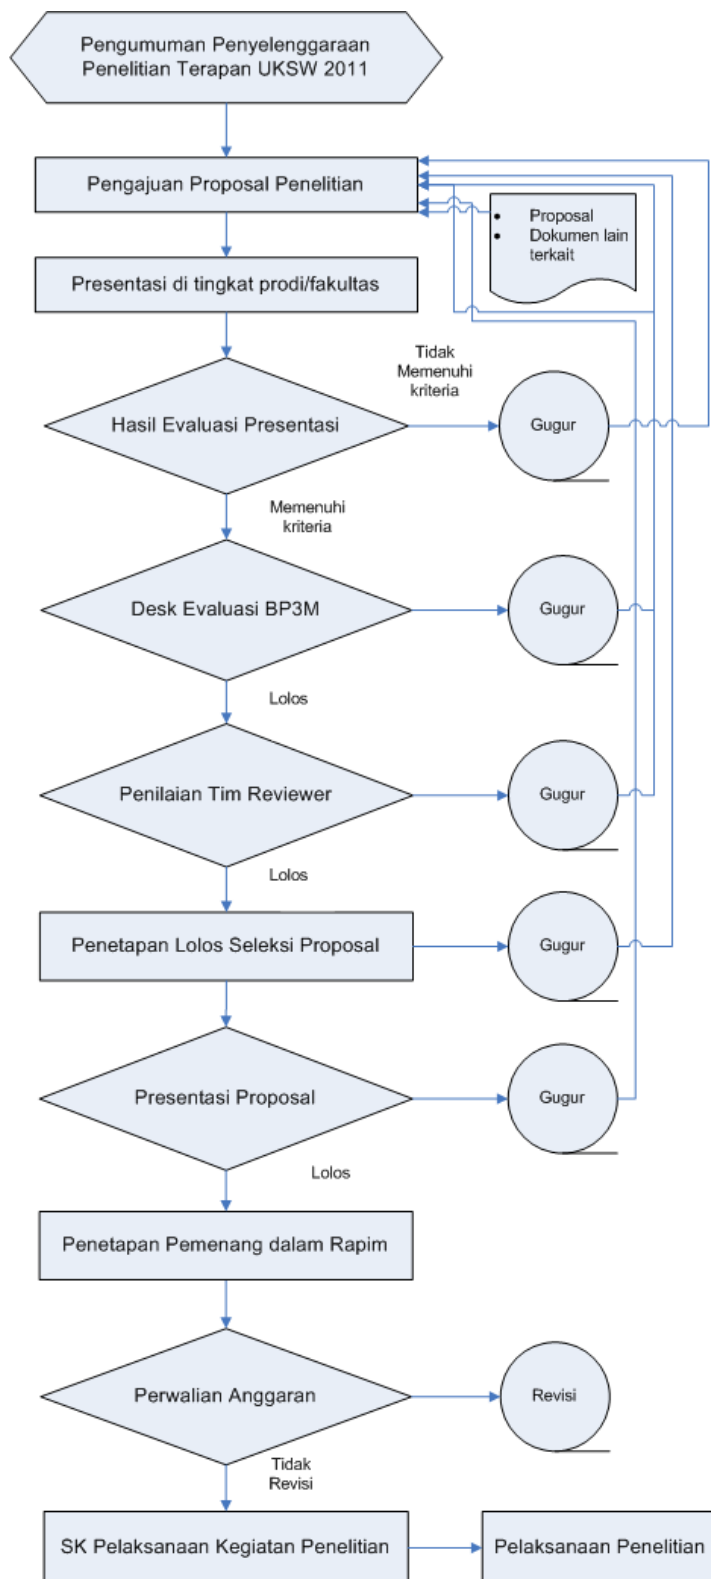 Pengumuman Penyelenggaraan
Penelitian Terapan UKSW 2011
Pengajuan Proposal Penelitian
• Proposal
• Dokumen lain
terkait
Presentasi di tingkat prodi/fakultas
Tidak
Memenuhi
kriteria
Hasil Evaluasi Presentasi
Gugur
Memenuhi
kriteria
Desk Evaluasi BP3M
Gugur
Lolos
Penilaian Tim Reviewer
Gugur
Lolos
Penetapan Lolos Seleksi Proposal
Gugur
Presentasi Proposal
Gugur
Lolos
Penetapan Pemenang dalam Rapim
Perwalian Anggaran
Revisi
Tidak
Revisi
SK Pelaksanaan Kegiatan Penelitian
Pelaksanaan Penelitian